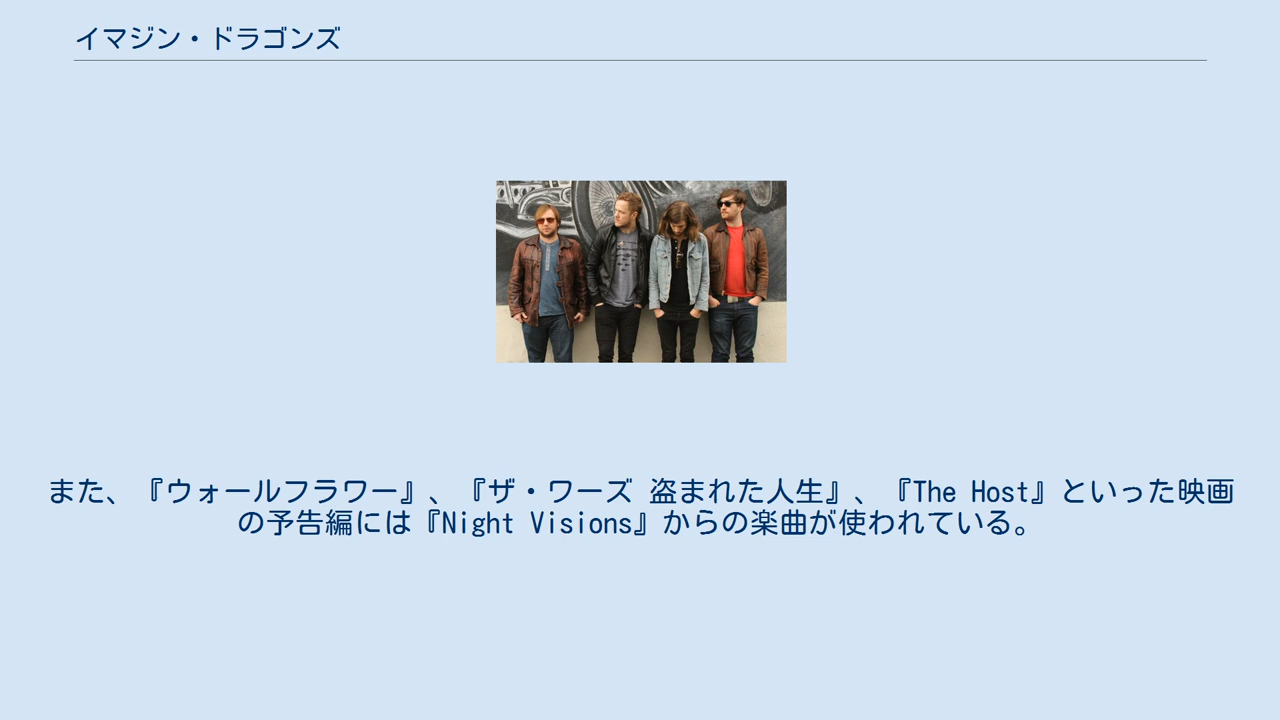 イマジン・ドラゴンズ
また、『ウォールフラワー』、『ザ・ワーズ 盗まれた人生』、『The Host』といった映画
の予告編には『Night Visions』からの楽曲が使われている。